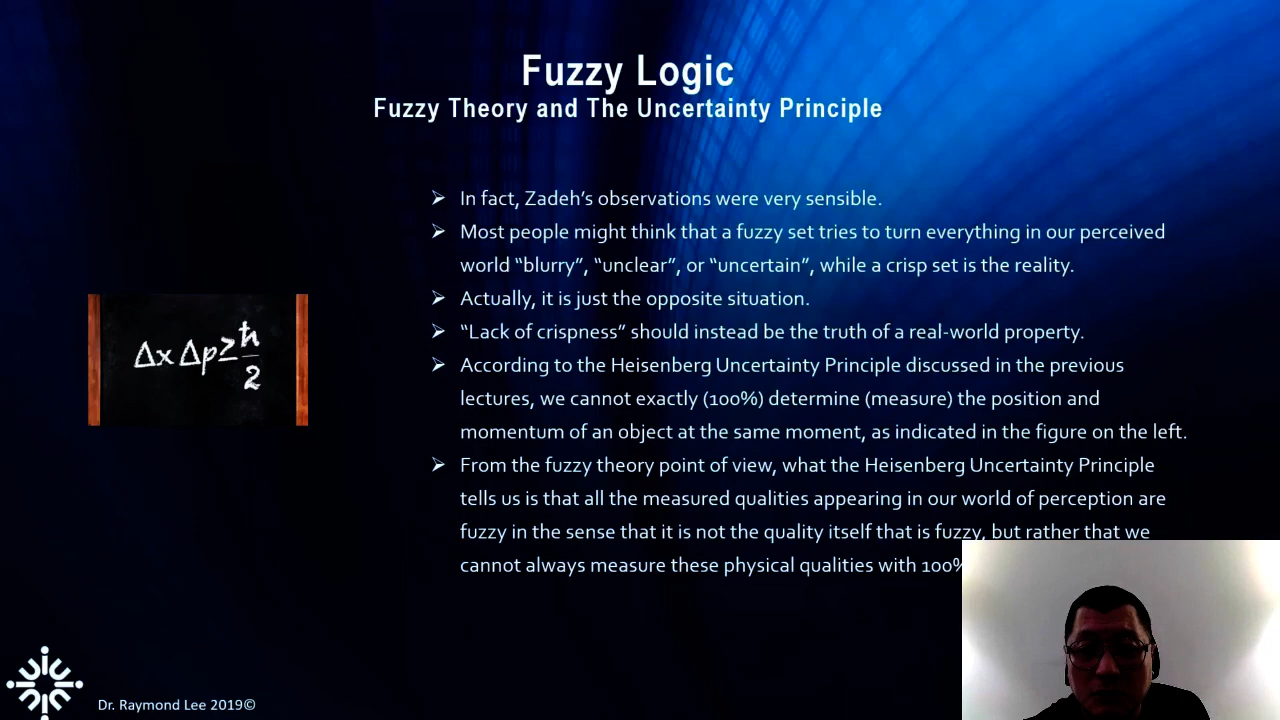 Fuzzy Logic
Fuzzy Theory and The Uncertainty Principle
In fact, Zadeh’s observations were very sensible.
Most people might think that a fuzzy set tries to turn everything in our perceived
world “blurry”, “unclear”, or “uncertain”, while a crisp set is the reality.
Actually, it is just the opposite situation.
“Lack of crispness” should instead be the truth of a real-world property.
According to the Heisenberg Uncertainty Principle discussed in the previous
lectures, we cannot exactly (100%) determine (measure) the position and
momentum of an object at the same moment, as indicated in the figure on the left.
From the fuzzy theory point of view, what the Heisenberg Uncertainty Principle
tells us is that all the measured qualities appearing in our world of perception are
fuzzy in the sense that it is not the quality itself that is fuzzy, but rather that we
cannot always measure these physical qualities with 100%
Δx Δp≥ħ/2
Dr. Raymond Lee 2019©